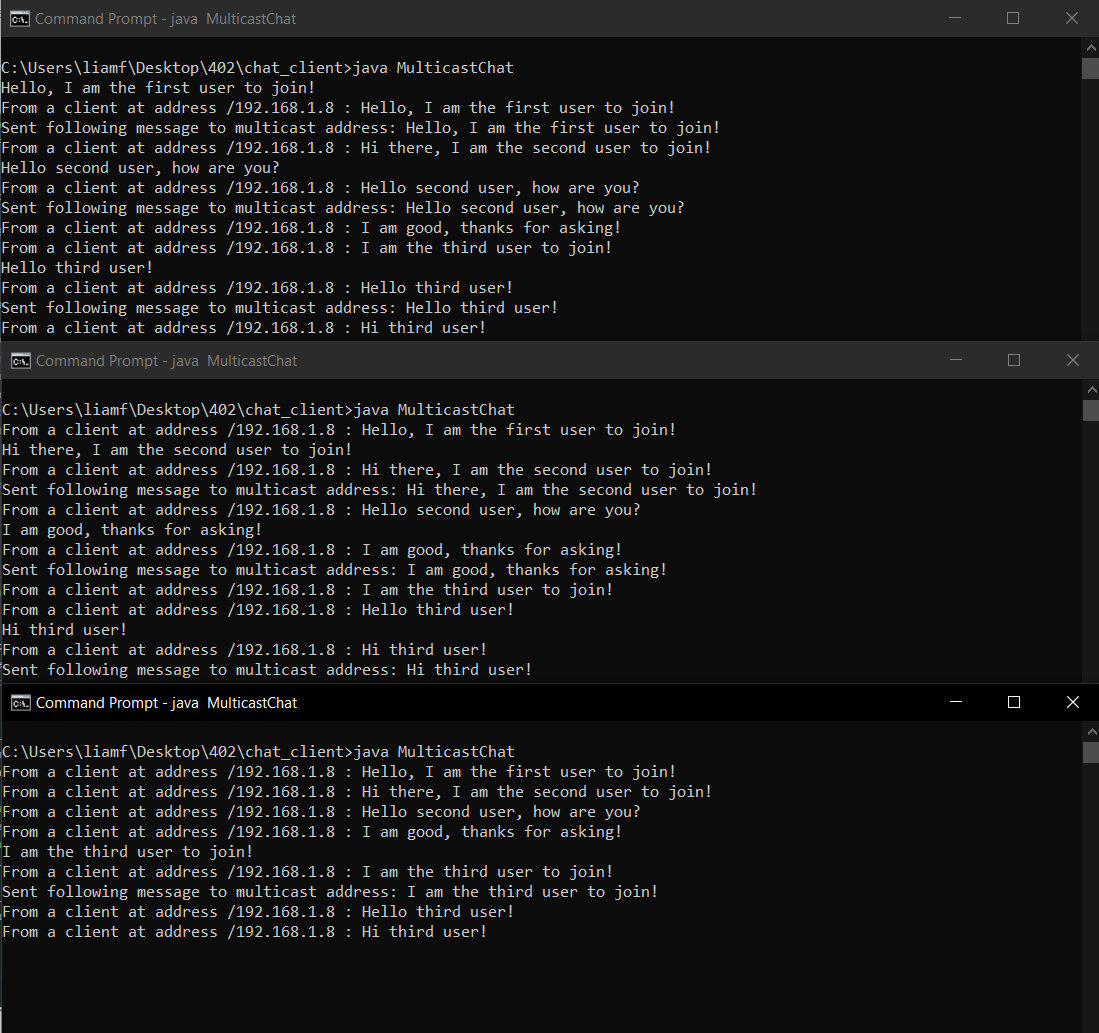 Command Prompt - java  MulticastChat
C:\Users\liamf\Desktop\402\chat_client>java MulticastChat
Hello, I am the first user to join!
From a client at address /192.168.1.8 : Hello, I am the first user to join!
Sent following message to multicast address: Hello, I am the first user to join!
From a client at address /192.168.1.8 : Hi there, I am the second user to join!
Hello second user, how are you?
From a client at address /192.168.1.8 : Hello second user, how are you?
Sent following message to multicast address: Hello second user, how are you?
From a client at address /192.168.1.8 : I am good, thanks for asking!
From a client at address /192.168.1.8 : I am the third user to join!
Hello third user!
From a client at address /192.168.1.8 : Hello third user!
Sent following message to multicast address: Hello third user!
From a client at address /192.168.1.8 : Hi third user!
Command Prompt - java  MulticastChat
C:\Users\liamf\Desktop\402\chat_client>java MulticastChat
From a client at address /192.168.1.8 : Hello, I am the first user to join!
Hi there, I am the second user to join!
From a client at address /192.168.1.8 : Hi there, I am the second user to join!
Sent following message to multicast address: Hi there, I am the second user to join!
From a client at address /192.168.1.8 : Hello second user, how are you?
I am good, thanks for asking!
From a client at address /192.168.1.8 : I am good, thanks for asking!
Sent following message to multicast address: I am good, thanks for asking!
From a client at address /192.168.1.8 : I am the third user to join!
From a client at address /192.168.1.8 : Hello third user!
Hi third user!
From a client at address /192.168.1.8 : Hi third user!
Sent following message to multicast address: Hi third user!
Command Prompt - java  MulticastChat
C:\Users\liamf\Desktop\402\chat_client>java MulticastChat
From a client at address /192.168.1.8 : Hello, I am the first user to join!
From a client at address /192.168.1.8 : Hi there, I am the second user to join!
From a client at address /192.168.1.8 : Hello second user, how are you?
From a client at address /192.168.1.8 : I am good, thanks for asking!
I am the third user to join!
From a client at address /192.168.1.8 : I am the third user to join!
Sent following message to multicast address: I am the third user to join!
From a client at address /192.168.1.8 : Hello third user!
From a client at address /192.168.1.8 : Hi third user!